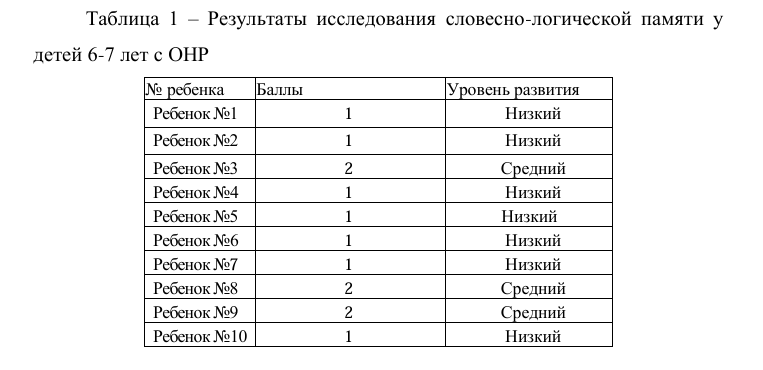 Таблица 1 – Результаты исследования словесно-логической памяти у
детей 6-7 лет с ОНР
№ ребенка Баллы Уровень развития
Ребенок №1 1 Низкий
Ребенок №2 1 Низкий
Ребенок №3 2 Средний
Ребенок №4 1 Низкий
Ребенок №5 1 Низкий
Ребенок №6 1 Низкий
Ребенок №7 1 Низкий
Ребенок №8 2 Средний
Ребенок №9 2 Средний
Ребенок №10 1 Низкий